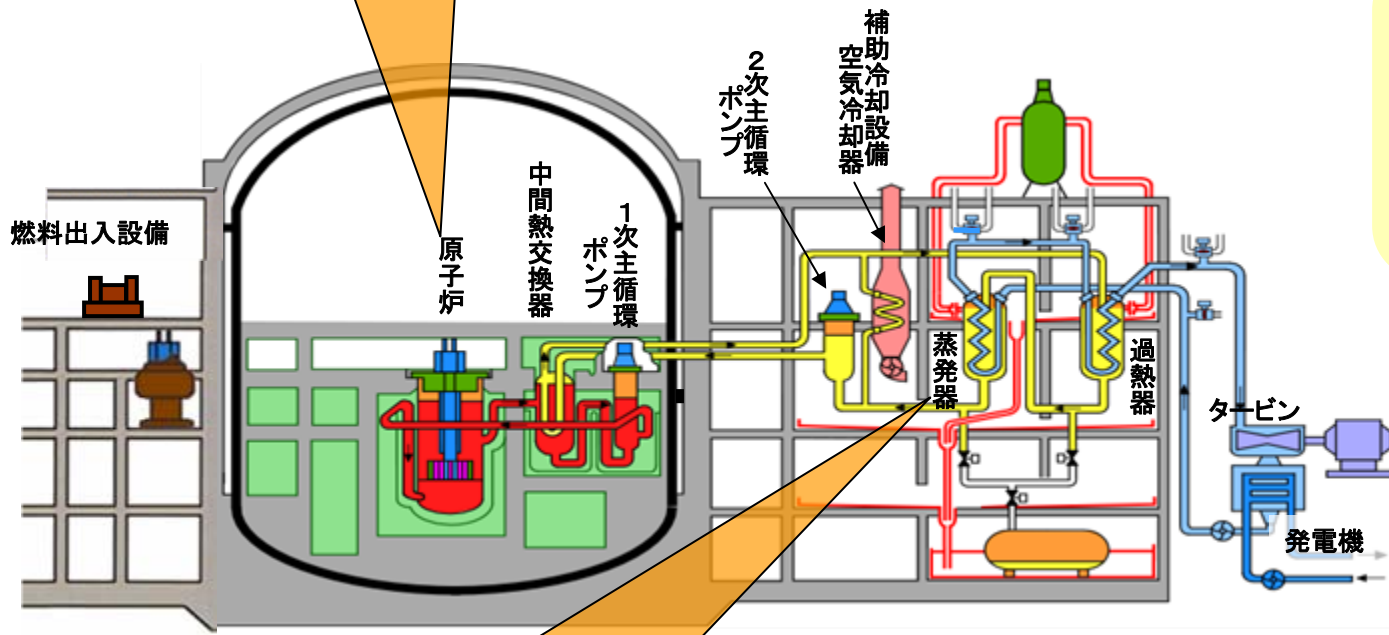 燃料出入設備
原子炉
中間熱交換器
1次主循環
ポンプ
2次主循環
ポンプ
補助冷却設備
空気冷却器
蒸発器
過熱器
タービン
発電機